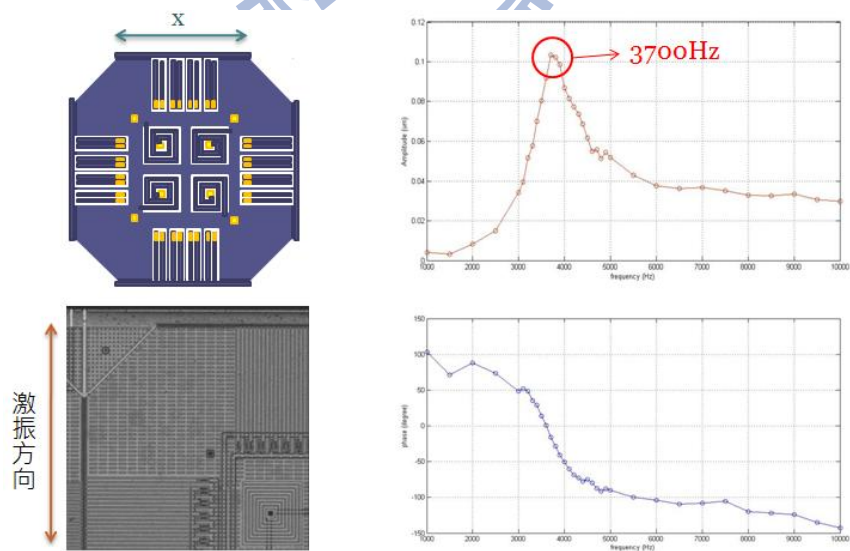 x
0.12
0.1
0.08
0.06
0.04
0.02
0
Amplitude (um)
3700Hz
1000 2000 3000 4000 5000 6000 7000 8000 9000 10000
frequency (Hz)
激振方向
150
100
50
0
-50
-100
-150
phase (degree)
1000 2000 3000 4000 5000 6000 7000 8000 9000 10000
frequency (Hz)